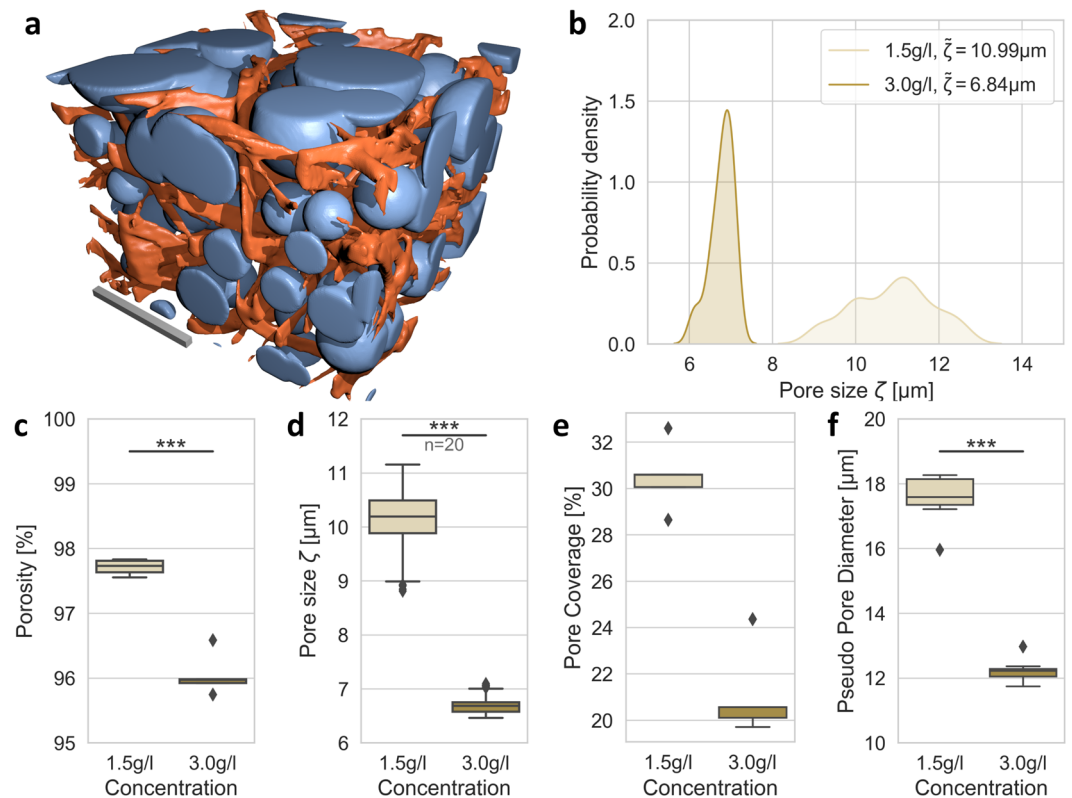 a
b
2.0
1.5
1.0
0.5
0.0
Probability density
1.5g/l, ζ̃ = 10.99μm
3.0g/l, ζ̃ = 6.84μm
6 8 10 12 14
Pore size ζ [μm]
c
100
99
98
97
96
95
Porosity [%]
***
1.5g/l 3.0g/l
Concentration
d
12
11
10
9
8
7
6
Pore size ζ [μm]
***
n=20
1.5g/l 3.0g/l
Concentration
e
32
30
28
26
24
22
20
Pore Coverage [%]
1.5g/l 3.0g/l
Concentration
f
20
18
16
14
12
10
Pseudo Pore Diameter [μm]
***
1.5g/l 3.0g/l
Concentration